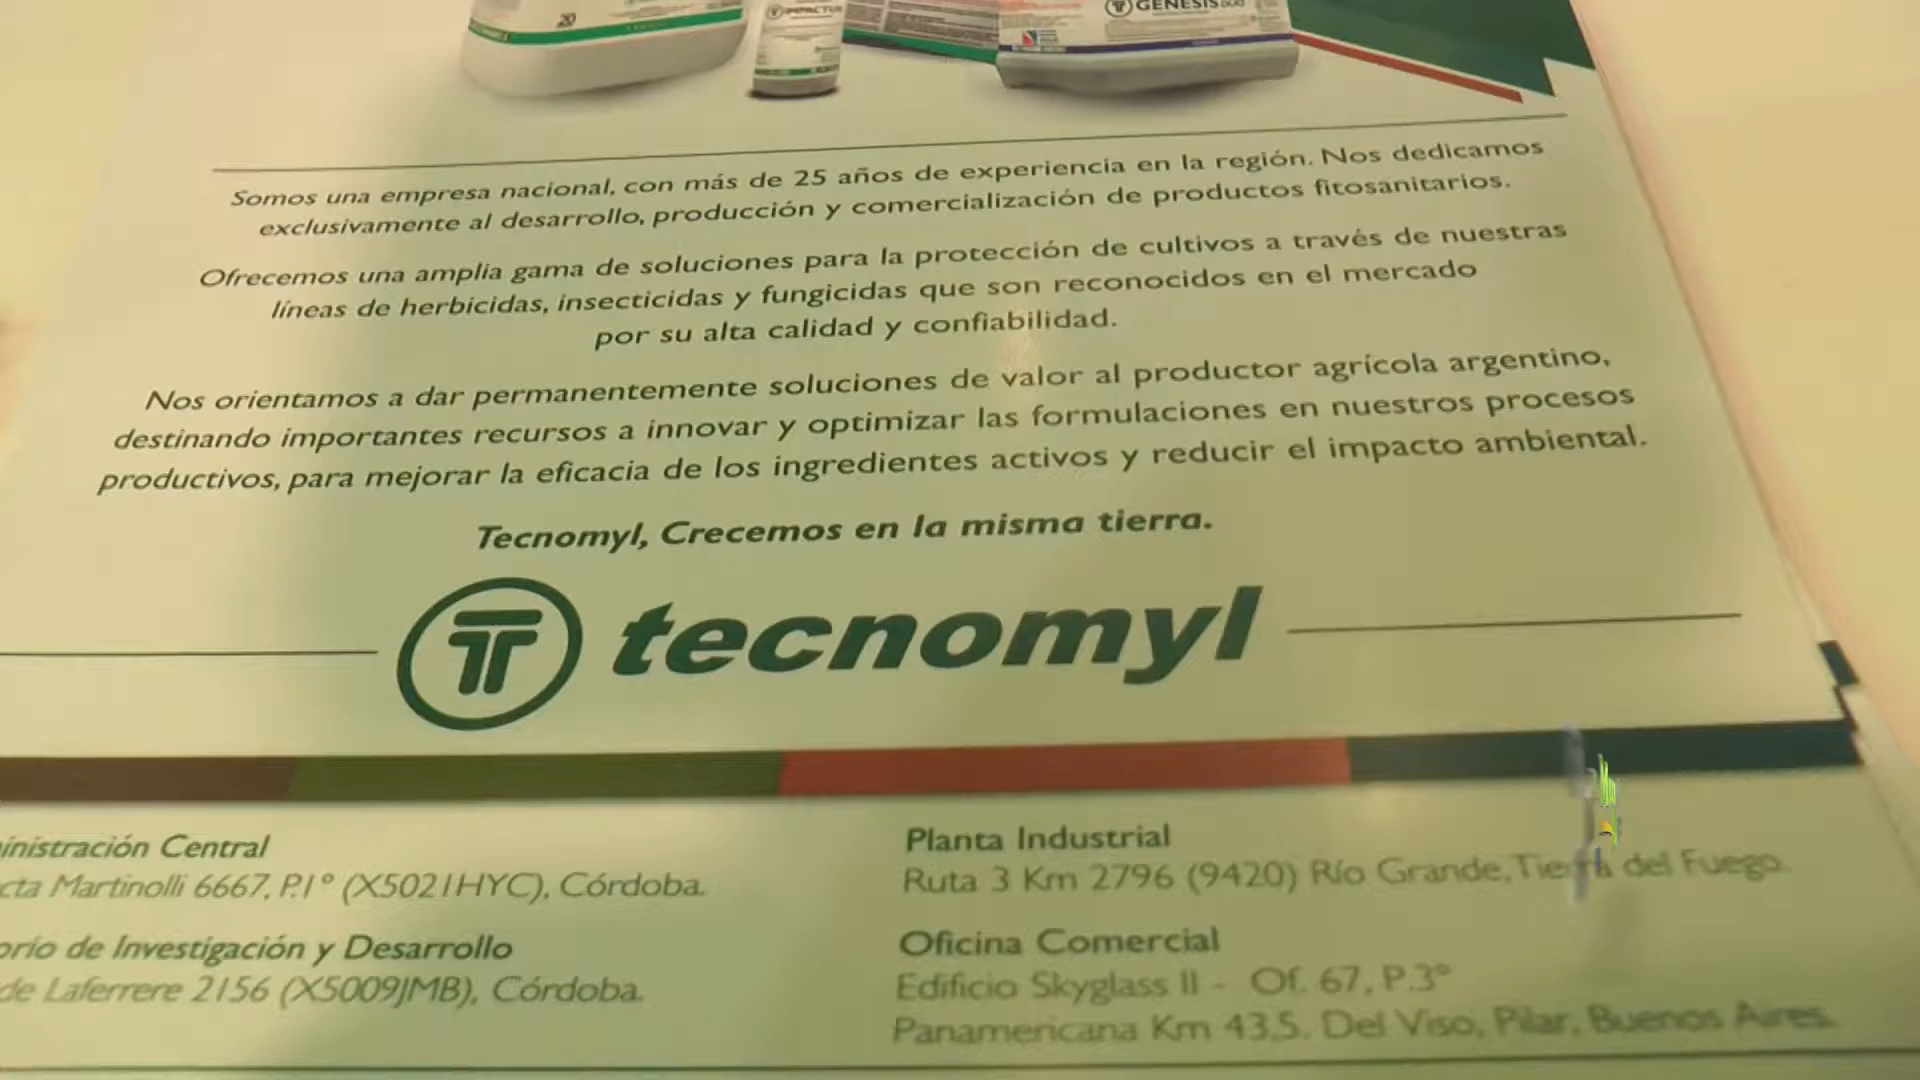 20
IMPACTUS
GENESIS DUO
Somos una empresa nacional, con más de 25 años de experiencia en la región. Nos dedicamos
exclusivamente al desarrollo, producción y comercialización de productos fitosanitarios.
Ofrecemos una amplia gama de soluciones para la protección de cultivos a través de nuestras
líneas de herbicidas, insecticidas y fungicidas que son reconocidos en el mercado
por su alta calidad y confiabilidad.
Nos orientamos a dar permanentemente soluciones de valor al productor agrícola argentino,
destinando importantes recursos a innovar y optimizar las formulaciones en nuestros procesos
productivos, para mejorar la eficacia de los ingredientes activos y reducir el impacto ambiental.
Tecnomyl, Crecemos en la misma tierra.
tecnomyl
inistración Central
cta Martinolli 6667, P.1° (X5021HYC), Córdoba.
orio de Investigación y Desarrollo
de Laferrere 2156 (X5009JMB), Córdoba.
Planta Industrial
Ruta 3 Km 2796 (9420) Río Grande, Tierra del Fuego.
Oficina Comercial
Edificio Skyglass II - Of. 67, P.3°
Panamericana Km 43,5. Del Viso, Pilar, Buenos Aires.